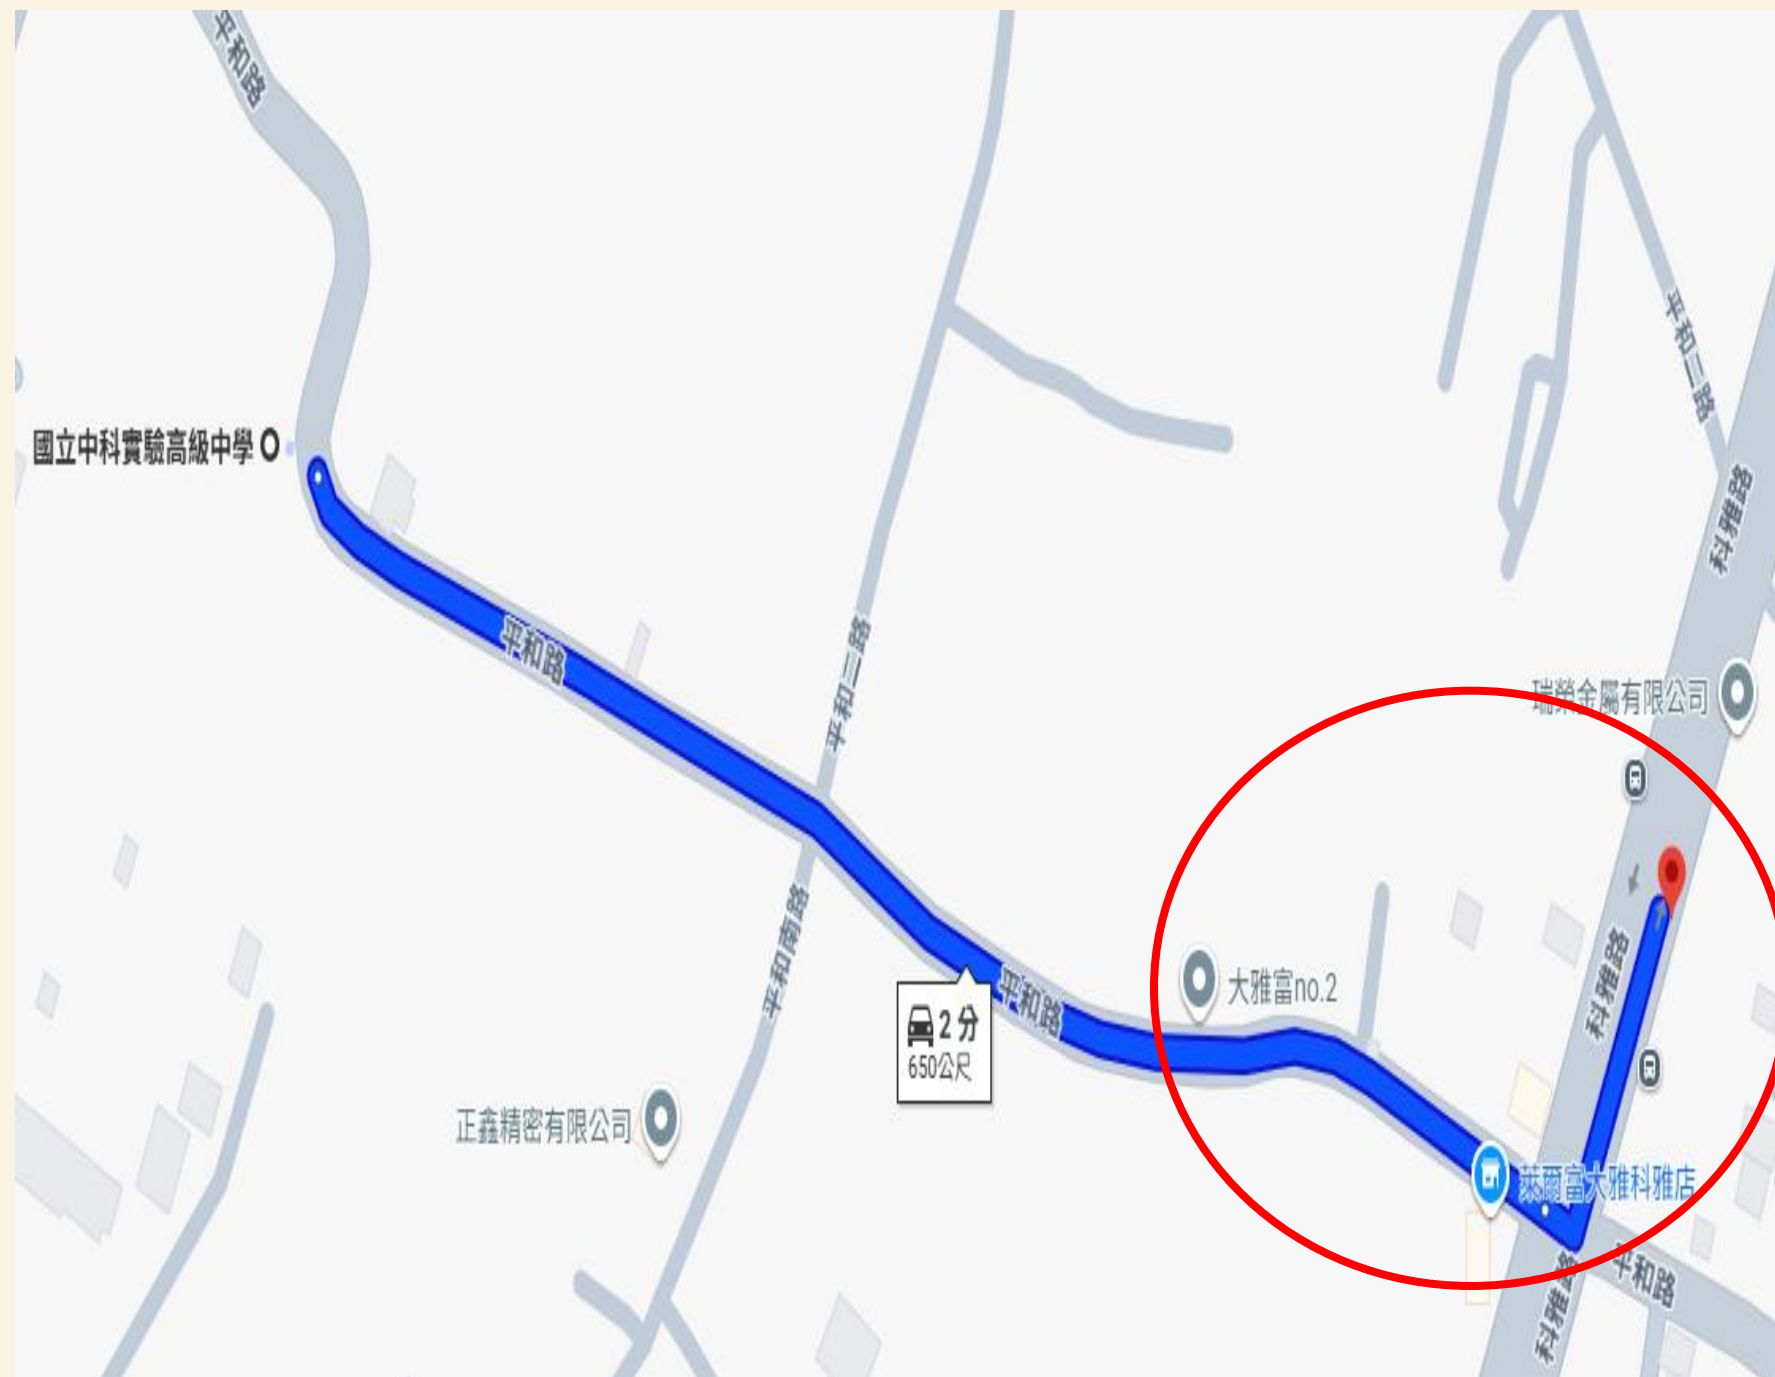 平和路
平和二路
國立中科實驗高級中學
科雅路
平和路
平和三路
瑞榮金屬有限公司
平和南路
科雅路
大雅富no.2
平和路
2 分
650公尺
正鑫精密有限公司
萊爾富大雅科雅店
平和路
科雅路